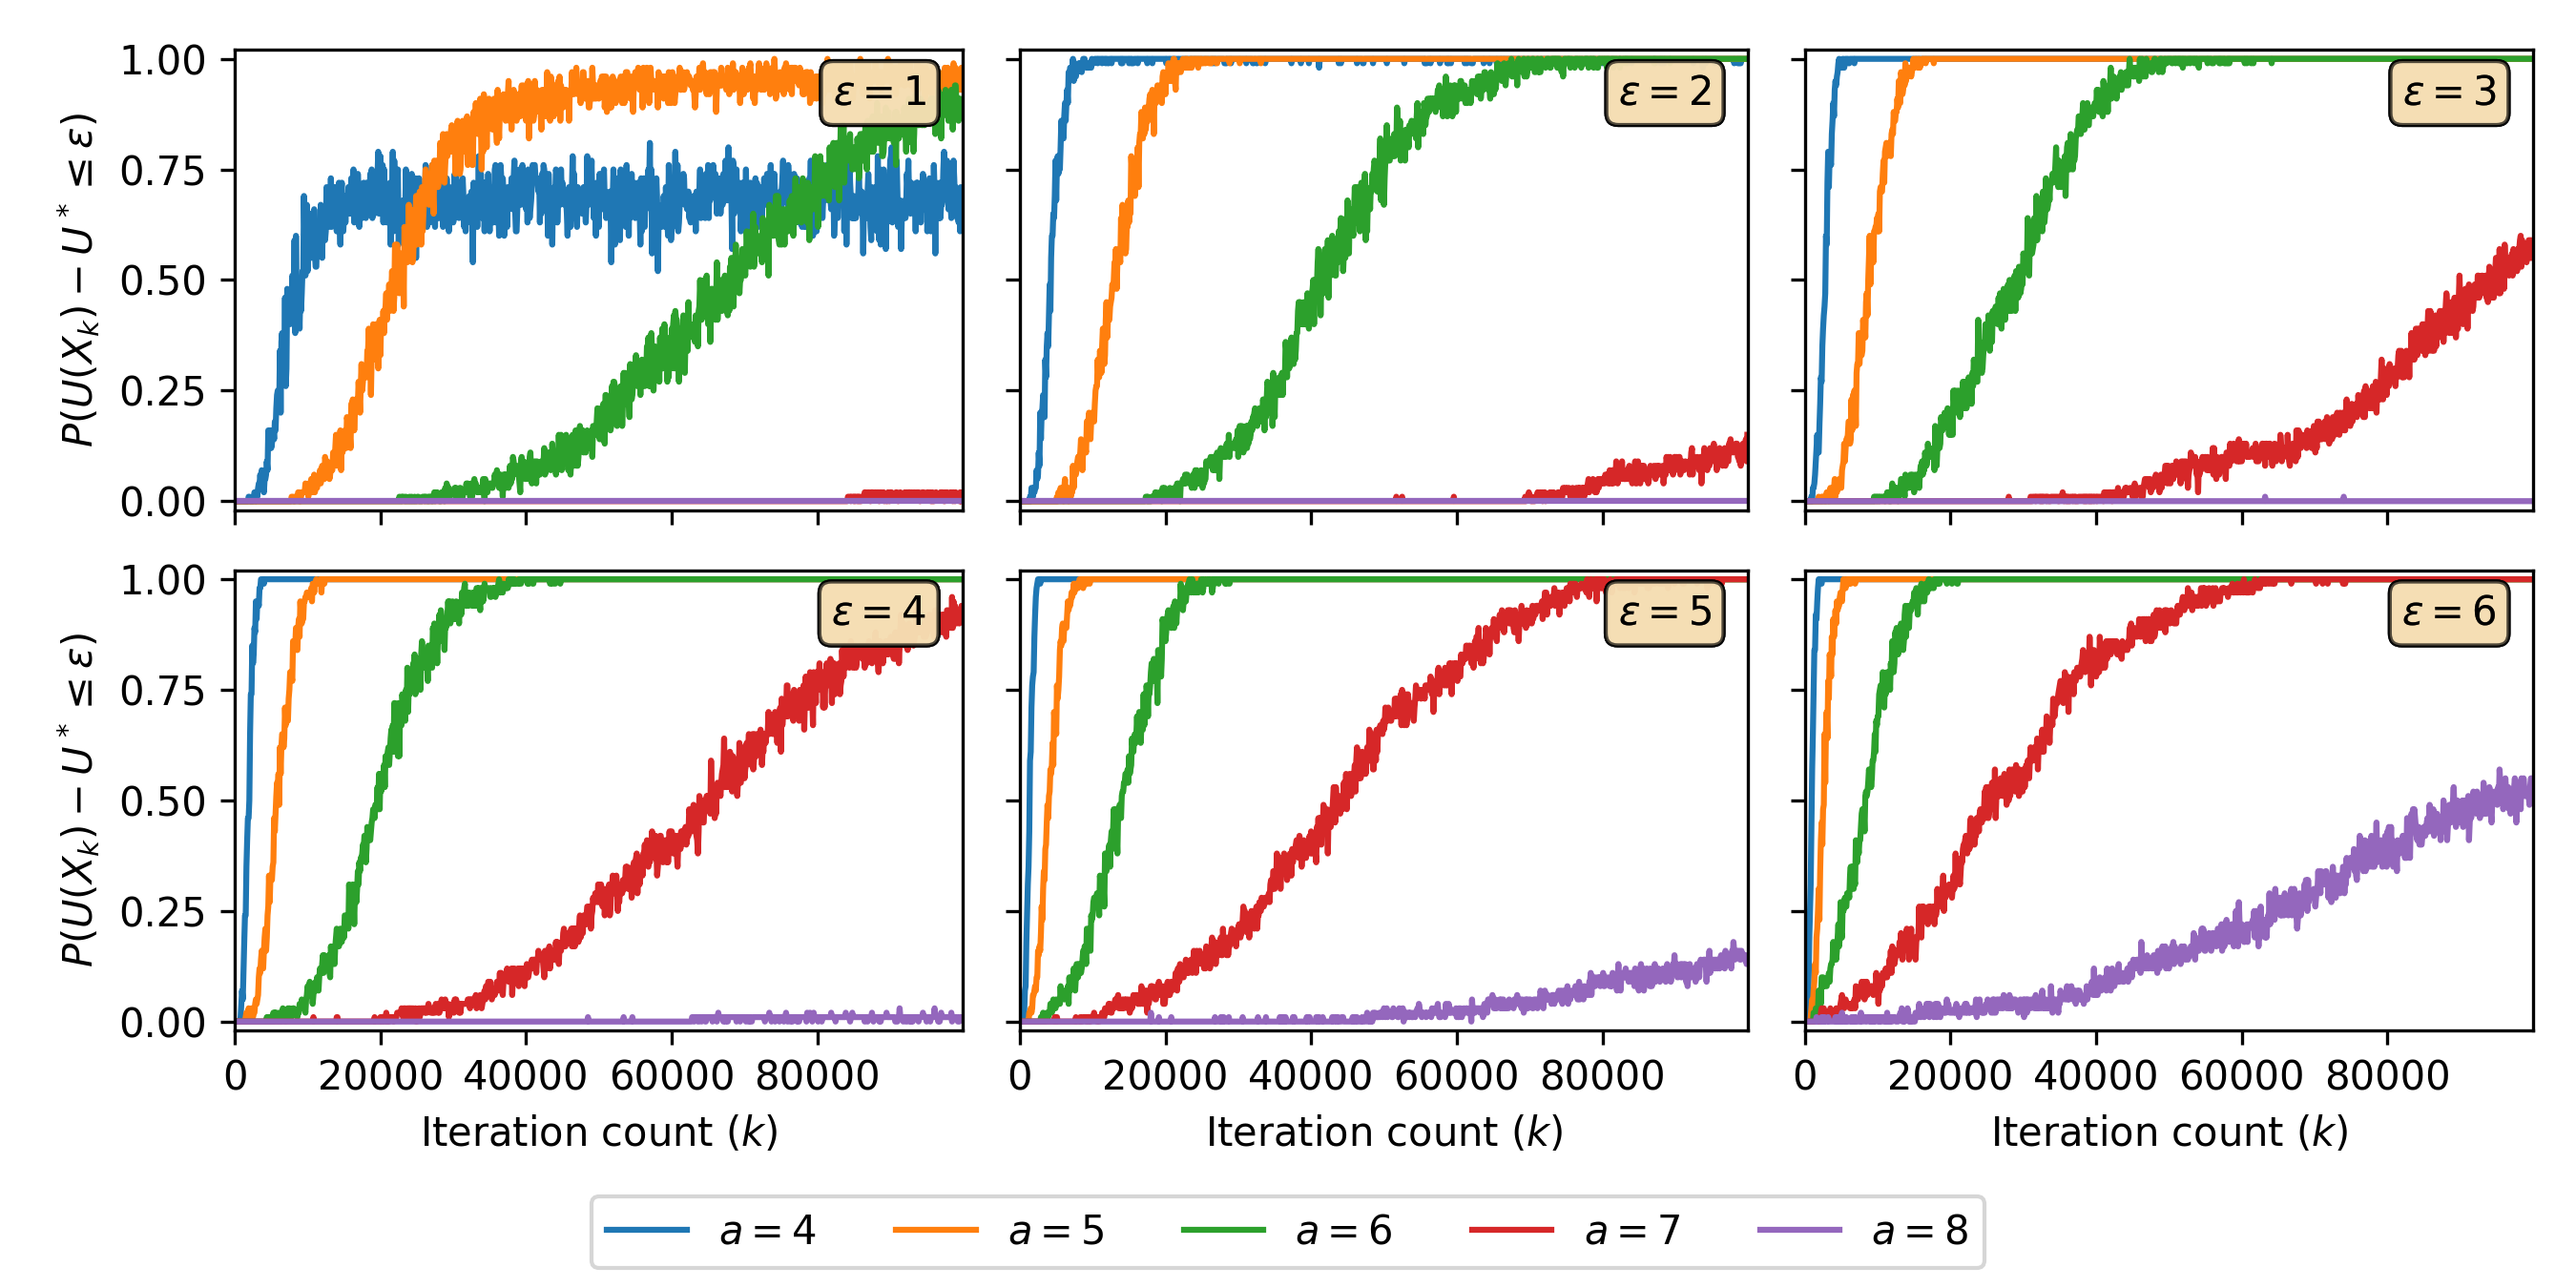 P(U(X_k) − U* ≤ ε)
1.00
0.75
0.50
0.25
0.00
ε = 1
ε = 2
ε = 3
P(U(X_k) − U* ≤ ε)
1.00
0.75
0.50
0.25
0.00
ε = 4
ε = 5
ε = 6
0 20000 40000 60000 80000
0 20000 40000 60000 80000
0 20000 40000 60000 80000
Iteration count (k)
Iteration count (k)
Iteration count (k)
a = 4 a = 5 a = 6 a = 7 a = 8